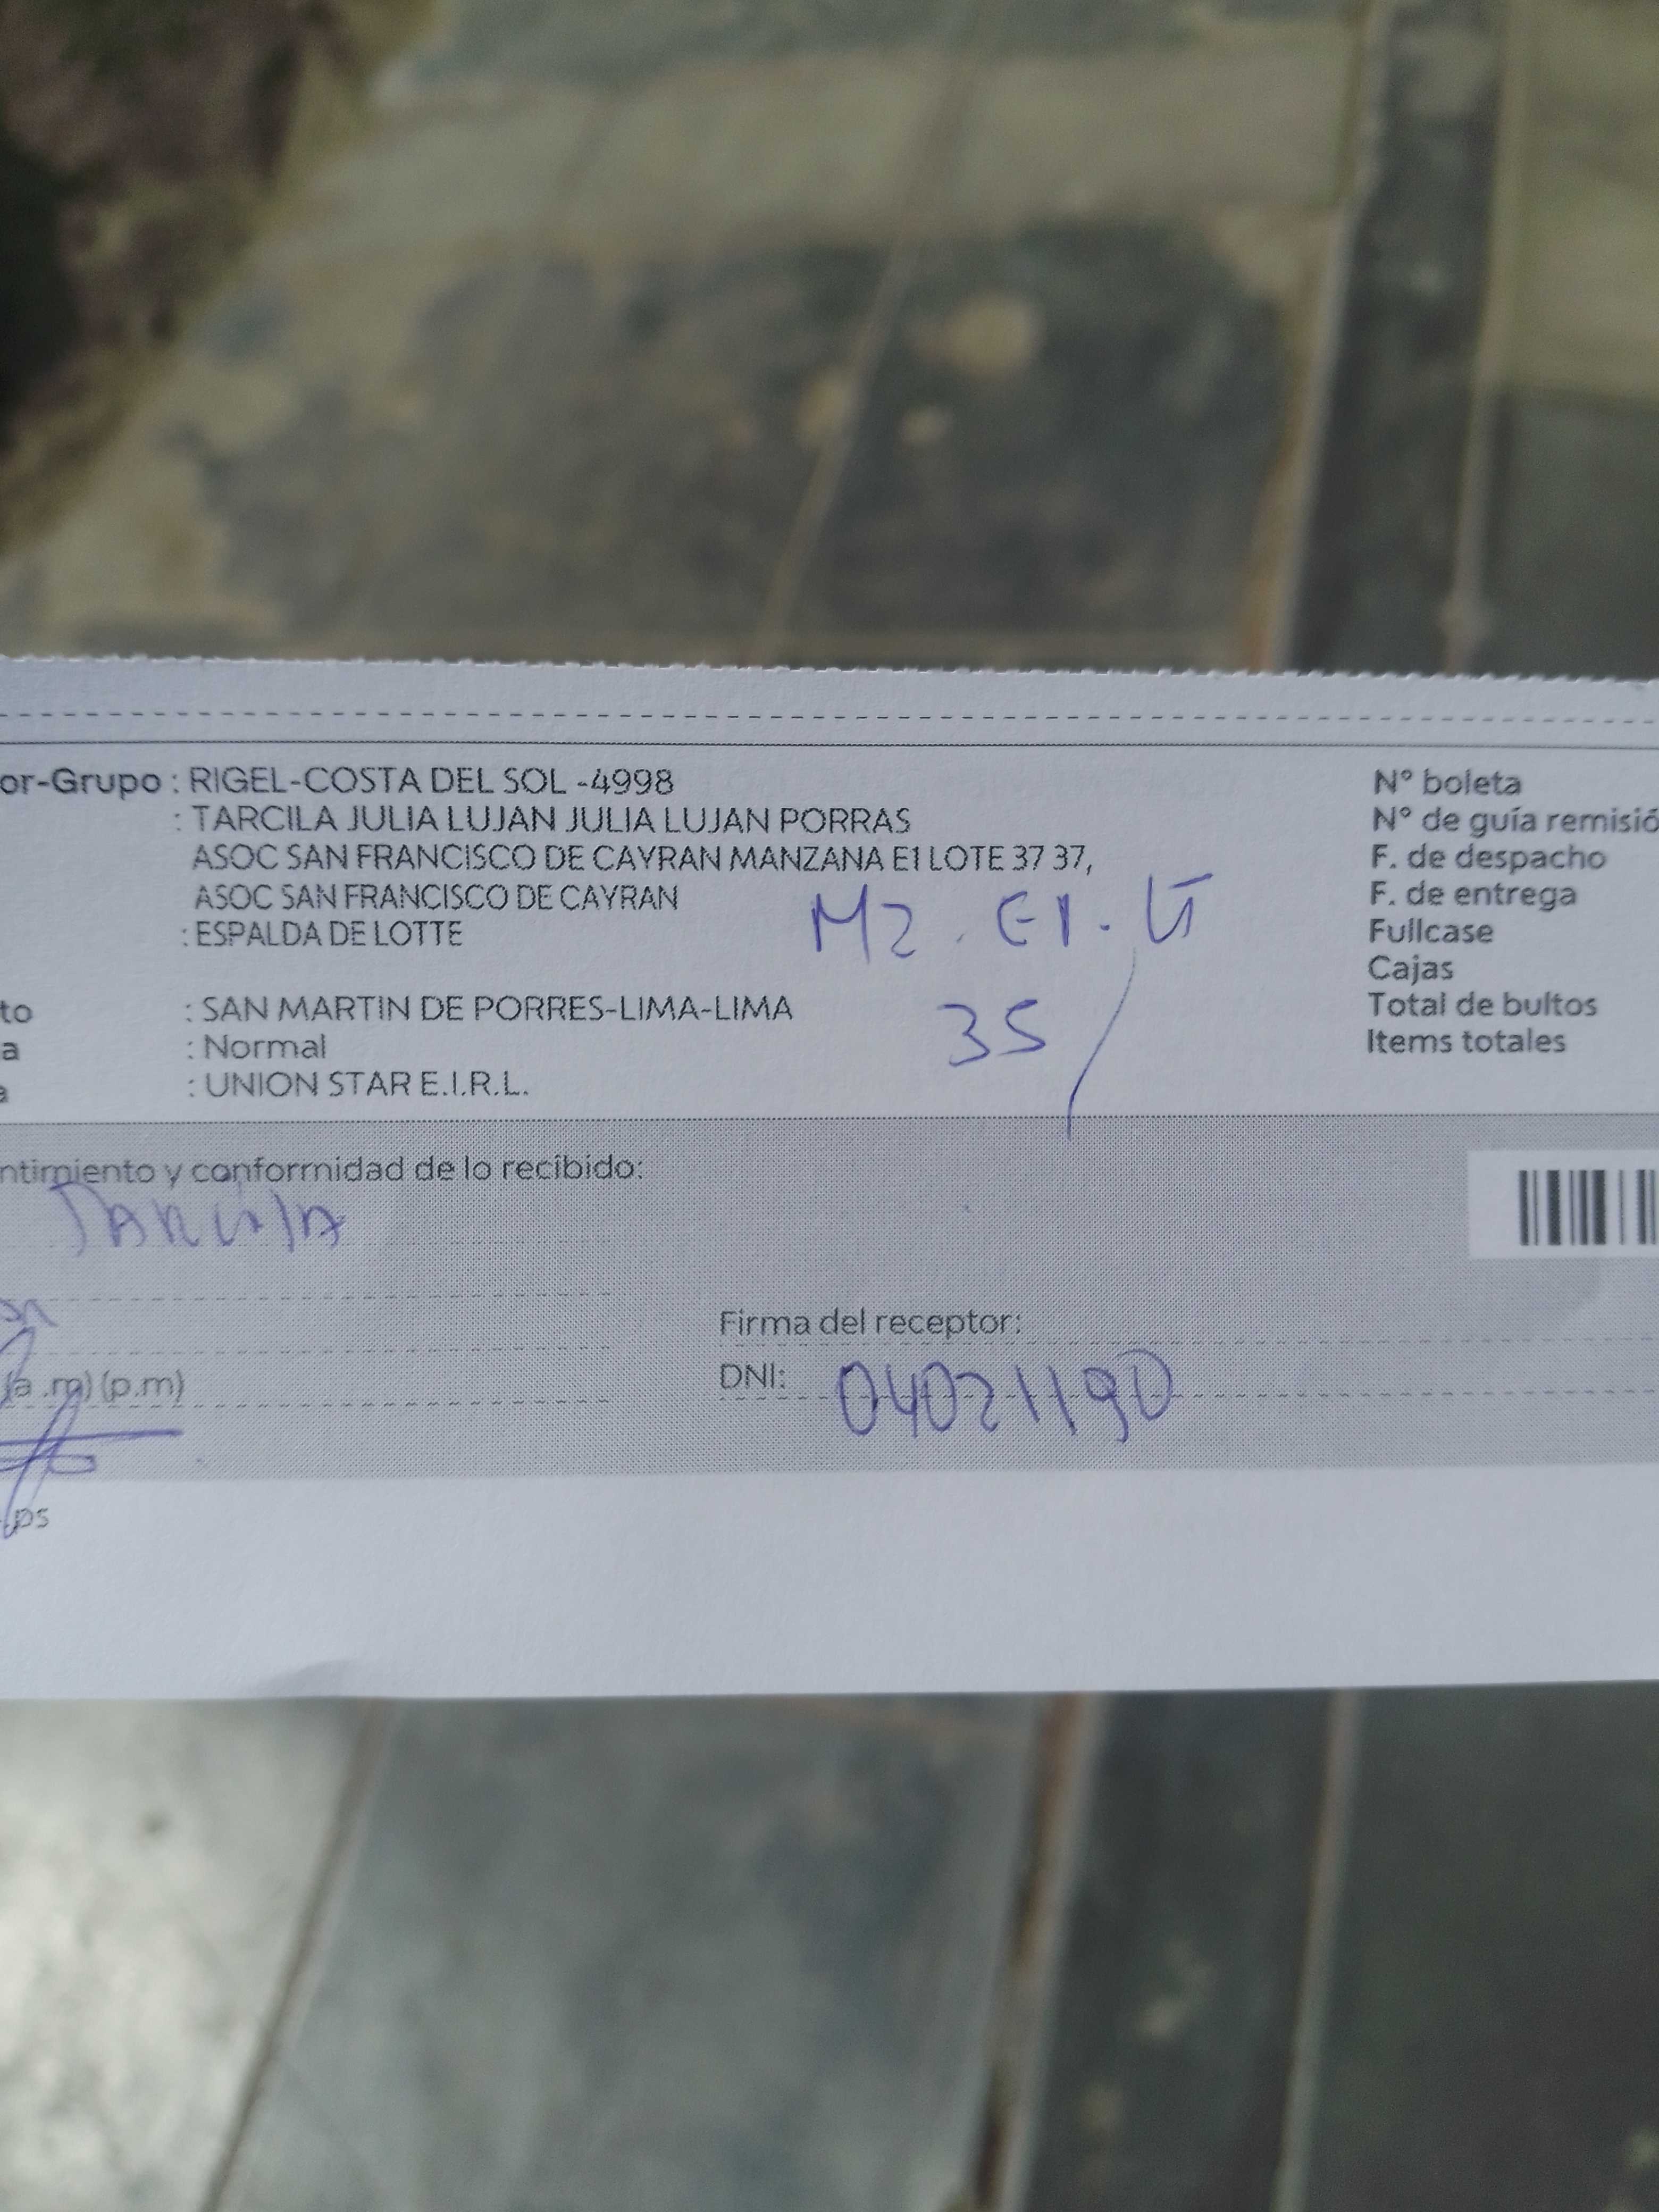 or-Grupo : RIGEL-COSTA DEL SOL -4998
: TARCILA JULIA LUJAN JULIA LUJAN PORRAS
ASOC SAN FRANCISCO DE CAYRAN MANZANA E1 LOTE 37 37,
ASOC SAN FRANCISCO DE CAYRAN
: ESPALDA DE LOTTE
MZ. E1. LT
35
to : SAN MARTIN DE PORRES-LIMA-LIMA
a : Normal
a : UNION STAR E.I.R.L.
N° boleta
N° de guía remisió
F. de despacho
F. de entrega
Fullcase
Cajas
Total de bultos
Items totales
ntimiento y conformidad de lo recibido:
TARCILA
Firma del receptor:
(a .m) (p.m)
DNI: 04021190
ps